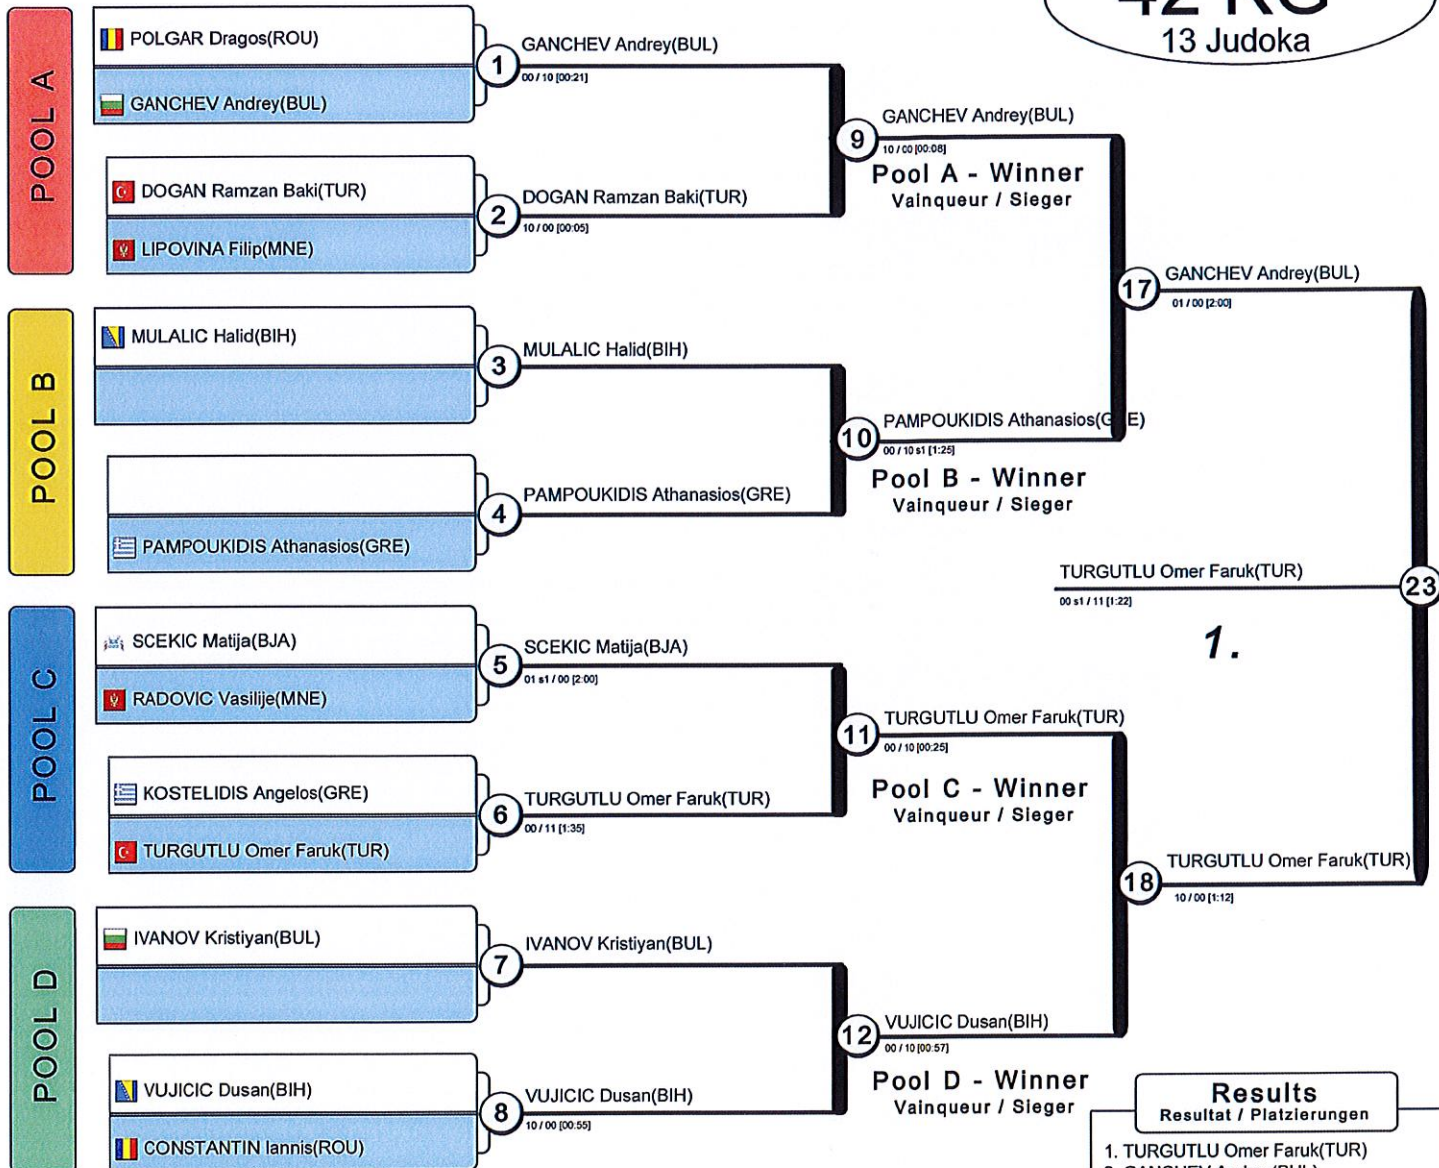 42 KG
13 Judoka
POOL A
POLGAR Dragos(ROU)
GANCHEV Andrey(BUL)
1
GANCHEV Andrey(BUL)
00 / 10 [00:21]
DOGAN Ramzan Baki(TUR)
LIPOVINA Filip(MNE)
2
DOGAN Ramzan Baki(TUR)
10 / 00 [00:05]
9
GANCHEV Andrey(BUL)
10 / 00 [00:08]
Pool A - Winner
Vainqueur / Sieger
POOL B
MULALIC Halid(BIH)
3
MULALIC Halid(BIH)
4
PAMPOUKIDIS Athanasios(GRE)
PAMPOUKIDIS Athanasios(GRE)
10
PAMPOUKIDIS Athanasios(G E)
00 / 10 s1 [1:25]
Pool B - Winner
Vainqueur / Sieger
17
GANCHEV Andrey(BUL)
01 / 00 [2:00]
TURGUTLU Omer Faruk(TUR)
23
00 s1 / 11 [1:22]
1.
POOL C
SCEKIC Matija(BJA)
RADOVIC Vasilije(MNE)
5
SCEKIC Matija(BJA)
01 s1 / 00 [2:00]
KOSTELIDIS Angelos(GRE)
TURGUTLU Omer Faruk(TUR)
6
TURGUTLU Omer Faruk(TUR)
00 / 11 [1:35]
11
TURGUTLU Omer Faruk(TUR)
00 / 10 [00:25]
Pool C - Winner
Vainqueur / Sieger
18
TURGUTLU Omer Faruk(TUR)
10 / 00 [1:12]
POOL D
IVANOV Kristiyan(BUL)
7
IVANOV Kristiyan(BUL)
VUJICIC Dusan(BIH)
CONSTANTIN Iannis(ROU)
8
VUJICIC Dusan(BIH)
10 / 00 [00:55]
12
VUJICIC Dusan(BIH)
00 / 10 [00:57]
Pool D - Winner
Vainqueur / Sieger
Results
Resultat / Platzierungen
1. TURGUTLU Omer Faruk(TUR)
2. GANCHEV Andrey(BUL)